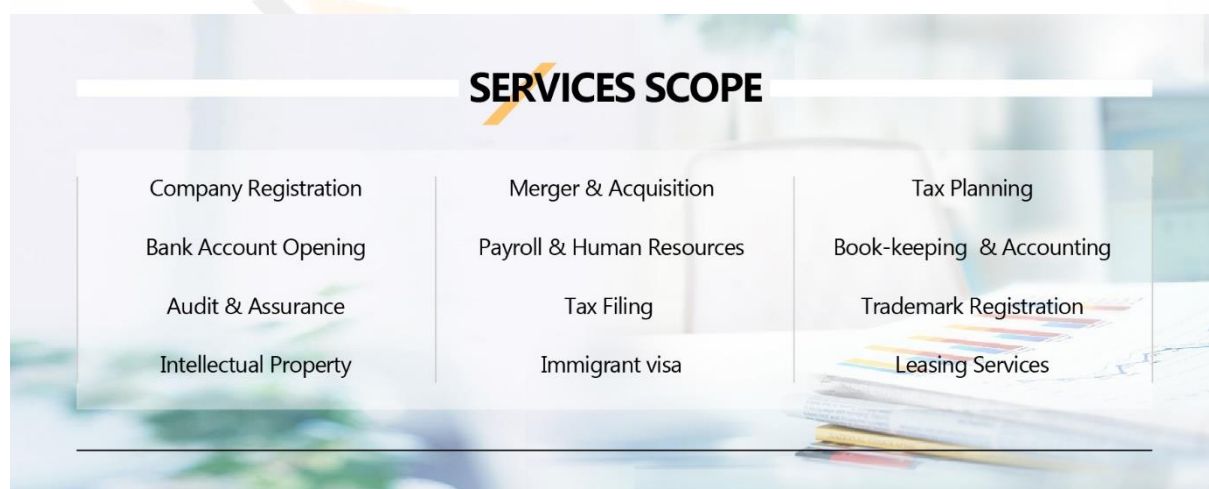 SERVICES SCOPE
Company Registration
Merger & Acquisition
Tax Planning
Bank Account Opening
Payroll & Human Resources
Book-keeping & Accounting
Audit & Assurance
Tax Filing
Trademark Registration
Intellectual Property
Immigrant visa
Leasing Services